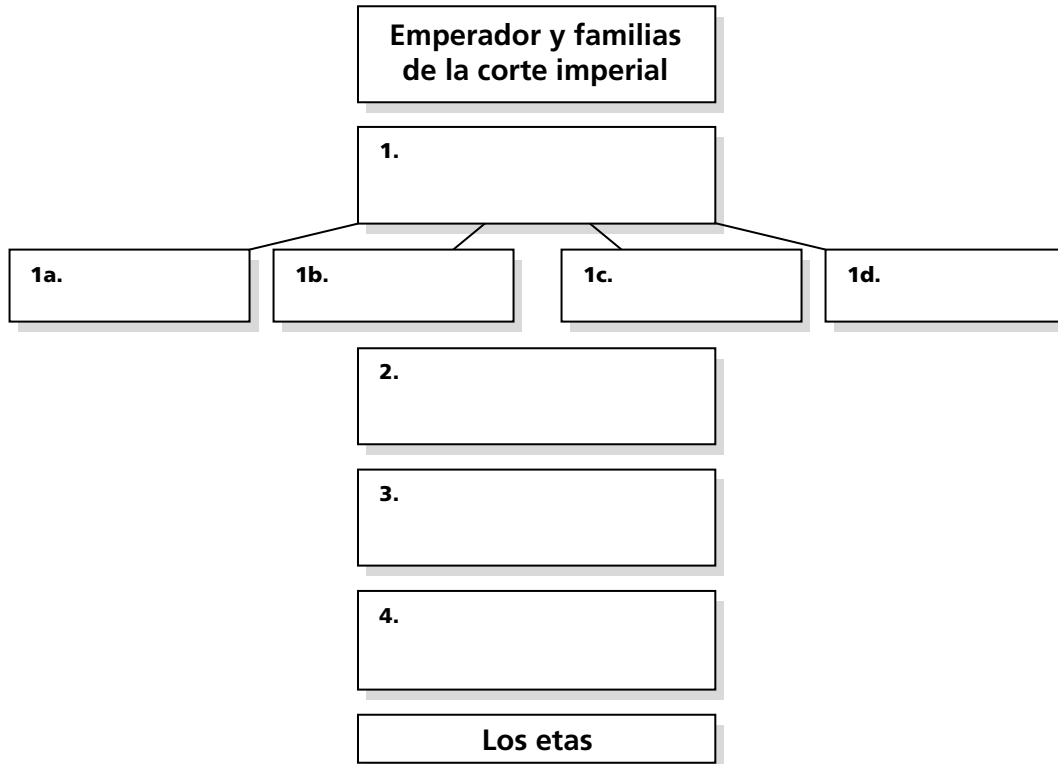 Emperador y familias
de la corte imperial
1.
1a.
1b.
1c.
1d.
2.
3.
4.
Los etas